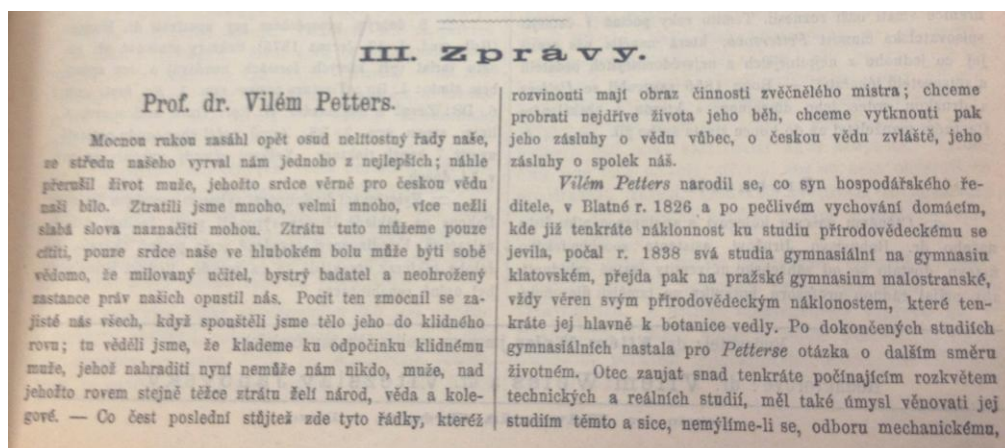 III. Zprávy.
Prof. dr. Vilém Petters.
Mocnou rukou zasáhl opět osud nelítostný řady naše,
ze středu našeho vyrval nám jednoho z nejlepších; náhle
přerušil život muže, jehožto srdce věrně pro českou vědu
naši bilo. Ztratili jsme mnoho, velmi mnoho, více nežli
slabá slova naznačiti mohou. Ztrátu tuto můžeme pouze
cítiti, pouze srdce naše ve hlubokém bolu může býti sobě
vědomo, že milovaný učitel, bystrý badatel a neohrožený
zastance práv našich opustil nás. Pocit ten zmocnil se za-
jisté nás všech, když spouštěli jsme tělo jeho do klidného
rovu; tu věděli jsme, že klademe ku odpočinku klidnému
muže, jehož nahraditi nyní nemůže nám nikdo, muže, nad
jehožto rovem stejně těžce ztrátu želí národ, věda a kole-
gové. — Co čest poslední stůjtež zde tyto řádky, kteréž
rozvinouti mají obraz činnosti zvěčnělého mistra; chceme
probrati nejdříve života jeho běh, chceme vytknouti pak
jeho zásluhy o vědu vůbec, o českou vědu zvláště, jeho
zásluhy o spolek náš.
Vilém Petters narodil se, co syn hospodářského ře-
ditele, v Blatné r. 1826 a po pečlivém vychování domácím,
kde již tenkráte náklonnost ku studiu přírodovědeckému se
jevila, počal r. 1838 svá studia gymnasiální na gymnasiu
klatovském, přejda pak na pražské gymnasium malostranské,
vždy věren svým přírodovědeckým náklonostem, které ten-
kráte jej hlavně k botanice vedly. Po dokončených studiích
gymnasiálních nastala pro Petterse otázka o dalším směru
životném. Otec zanjat snad tenkráte počínajícím rozkvětem
technických a reálních studií, měl také úmysl věnovati jej
studiím těmto a sice, nemýlíme-li se, odboru mechanickému,